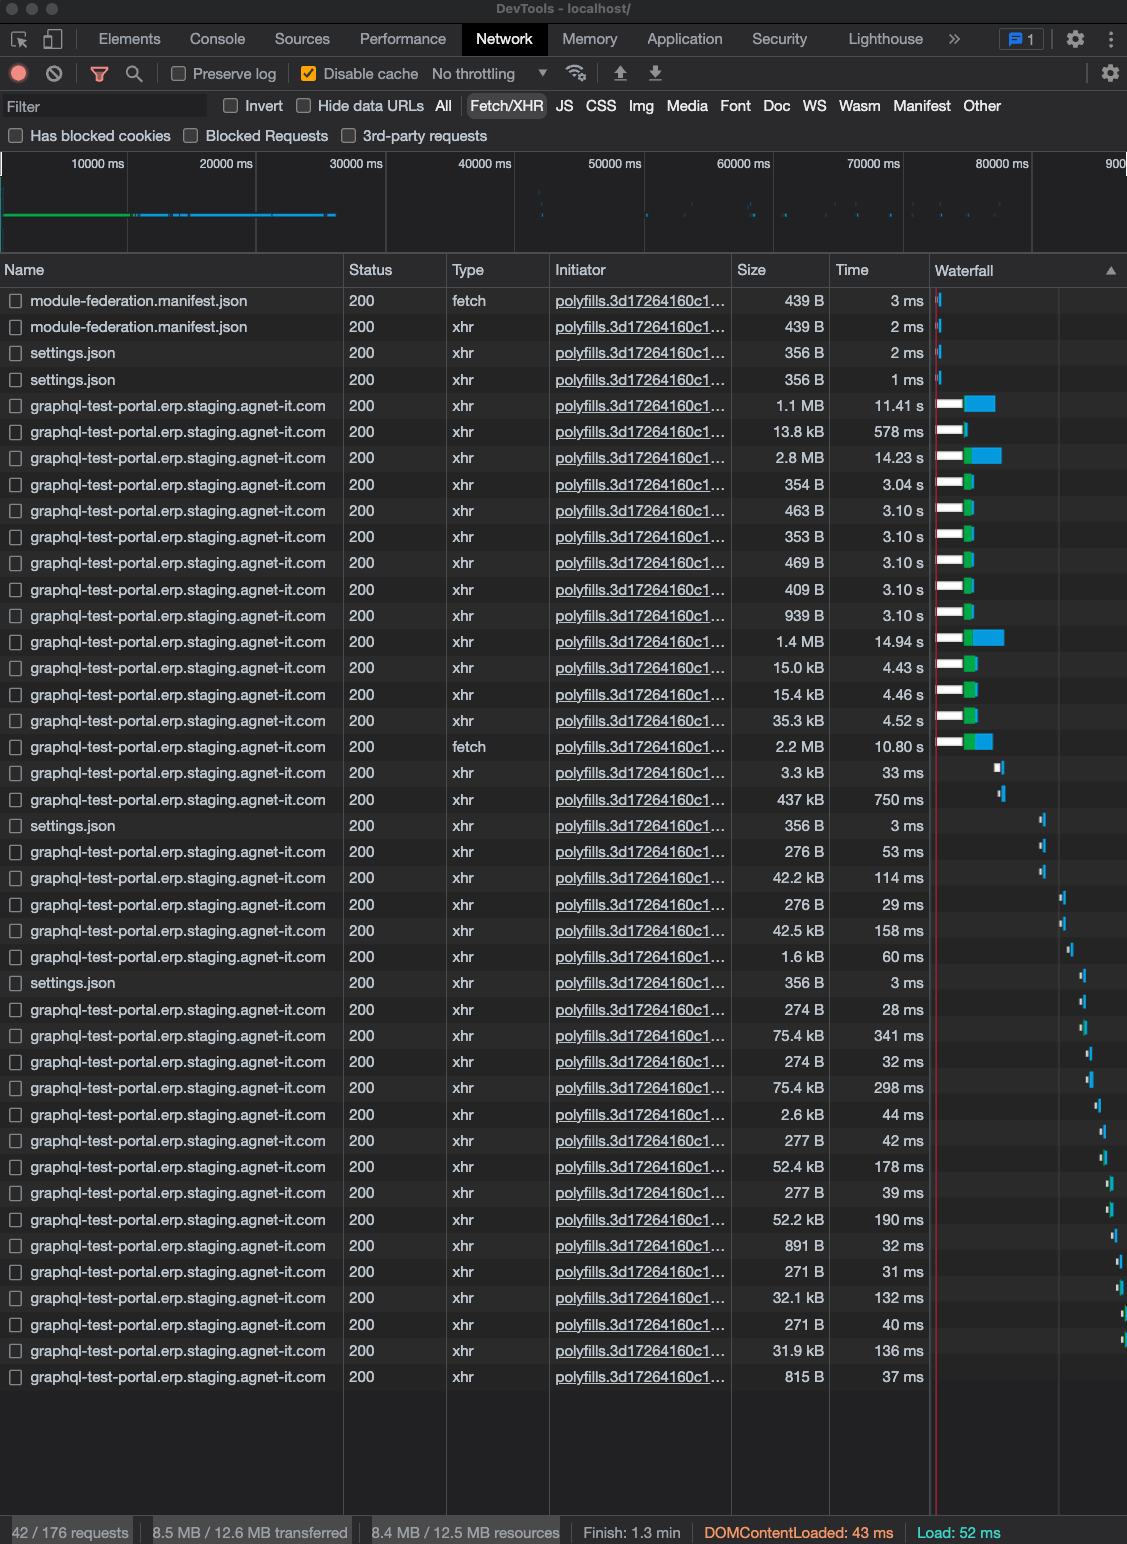 DevTools - localhost/
Elements Console Sources Performance Network Memory Application Security Lighthouse » 1
Preserve log Disable cache No throttling
Filter Invert Hide data URLs All Fetch/XHR JS CSS Img Media Font Doc WS Wasm Manifest Other
Has blocked cookies Blocked Requests 3rd-party requests
10000 ms 20000 ms 30000 ms 40000 ms 50000 ms 60000 ms 70000 ms 80000 ms 900
Name Status Type Initiator Size Time Waterfall
module-federation.manifest.json 200 fetch polyfills.3d17264160c1... 439 B 3 ms
module-federation.manifest.json 200 xhr polyfills.3d17264160c1... 439 B 2 ms
settings.json 200 xhr polyfills.3d17264160c1... 356 B 2 ms
settings.json 200 xhr polyfills.3d17264160c1... 356 B 1 ms
graphql-test-portal.erp.staging.agnet-it.com 200 xhr polyfills.3d17264160c1... 1.1 MB 11.41 s
graphql-test-portal.erp.staging.agnet-it.com 200 xhr polyfills.3d17264160c1... 13.8 kB 578 ms
graphql-test-portal.erp.staging.agnet-it.com 200 xhr polyfills.3d17264160c1... 2.8 MB 14.23 s
graphql-test-portal.erp.staging.agnet-it.com 200 xhr polyfills.3d17264160c1... 354 B 3.04 s
graphql-test-portal.erp.staging.agnet-it.com 200 xhr polyfills.3d17264160c1... 463 B 3.10 s
graphql-test-portal.erp.staging.agnet-it.com 200 xhr polyfills.3d17264160c1... 353 B 3.10 s
graphql-test-portal.erp.staging.agnet-it.com 200 xhr polyfills.3d17264160c1... 469 B 3.10 s
graphql-test-portal.erp.staging.agnet-it.com 200 xhr polyfills.3d17264160c1... 409 B 3.10 s
graphql-test-portal.erp.staging.agnet-it.com 200 xhr polyfills.3d17264160c1... 939 B 3.10 s
graphql-test-portal.erp.staging.agnet-it.com 200 xhr polyfills.3d17264160c1... 1.4 MB 14.94 s
graphql-test-portal.erp.staging.agnet-it.com 200 xhr polyfills.3d17264160c1... 15.0 kB 4.43 s
graphql-test-portal.erp.staging.agnet-it.com 200 xhr polyfills.3d17264160c1... 15.4 kB 4.46 s
graphql-test-portal.erp.staging.agnet-it.com 200 xhr polyfills.3d17264160c1... 35.3 kB 4.52 s
graphql-test-portal.erp.staging.agnet-it.com 200 fetch polyfills.3d17264160c1... 2.2 MB 10.80 s
graphql-test-portal.erp.staging.agnet-it.com 200 xhr polyfills.3d17264160c1... 3.3 kB 33 ms
graphql-test-portal.erp.staging.agnet-it.com 200 xhr polyfills.3d17264160c1... 437 kB 750 ms
settings.json 200 xhr polyfills.3d17264160c1... 356 B 3 ms
graphql-test-portal.erp.staging.agnet-it.com 200 xhr polyfills.3d17264160c1... 276 B 53 ms
graphql-test-portal.erp.staging.agnet-it.com 200 xhr polyfills.3d17264160c1... 42.2 kB 114 ms
graphql-test-portal.erp.staging.agnet-it.com 200 xhr polyfills.3d17264160c1... 276 B 29 ms
graphql-test-portal.erp.staging.agnet-it.com 200 xhr polyfills.3d17264160c1... 42.5 kB 158 ms
graphql-test-portal.erp.staging.agnet-it.com 200 xhr polyfills.3d17264160c1... 1.6 kB 60 ms
settings.json 200 xhr polyfills.3d17264160c1... 356 B 3 ms
graphql-test-portal.erp.staging.agnet-it.com 200 xhr polyfills.3d17264160c1... 274 B 28 ms
graphql-test-portal.erp.staging.agnet-it.com 200 xhr polyfills.3d17264160c1... 75.4 kB 341 ms
graphql-test-portal.erp.staging.agnet-it.com 200 xhr polyfills.3d17264160c1... 274 B 32 ms
graphql-test-portal.erp.staging.agnet-it.com 200 xhr polyfills.3d17264160c1... 75.4 kB 298 ms
graphql-test-portal.erp.staging.agnet-it.com 200 xhr polyfills.3d17264160c1... 2.6 kB 44 ms
graphql-test-portal.erp.staging.agnet-it.com 200 xhr polyfills.3d17264160c1... 277 B 42 ms
graphql-test-portal.erp.staging.agnet-it.com 200 xhr polyfills.3d17264160c1... 52.4 kB 178 ms
graphql-test-portal.erp.staging.agnet-it.com 200 xhr polyfills.3d17264160c1... 277 B 39 ms
graphql-test-portal.erp.staging.agnet-it.com 200 xhr polyfills.3d17264160c1... 52.2 kB 190 ms
graphql-test-portal.erp.staging.agnet-it.com 200 xhr polyfills.3d17264160c1... 891 B 32 ms
graphql-test-portal.erp.staging.agnet-it.com 200 xhr polyfills.3d17264160c1... 271 B 31 ms
graphql-test-portal.erp.staging.agnet-it.com 200 xhr polyfills.3d17264160c1... 32.1 kB 132 ms
graphql-test-portal.erp.staging.agnet-it.com 200 xhr polyfills.3d17264160c1... 271 B 40 ms
graphql-test-portal.erp.staging.agnet-it.com 200 xhr polyfills.3d17264160c1... 31.9 kB 136 ms
graphql-test-portal.erp.staging.agnet-it.com 200 xhr polyfills.3d17264160c1... 815 B 37 ms
42 / 176 requests 8.5 MB / 12.6 MB transferred 8.4 MB / 12.5 MB resources Finish: 1.3 min DOMContentLoaded: 43 ms Load: 52 ms